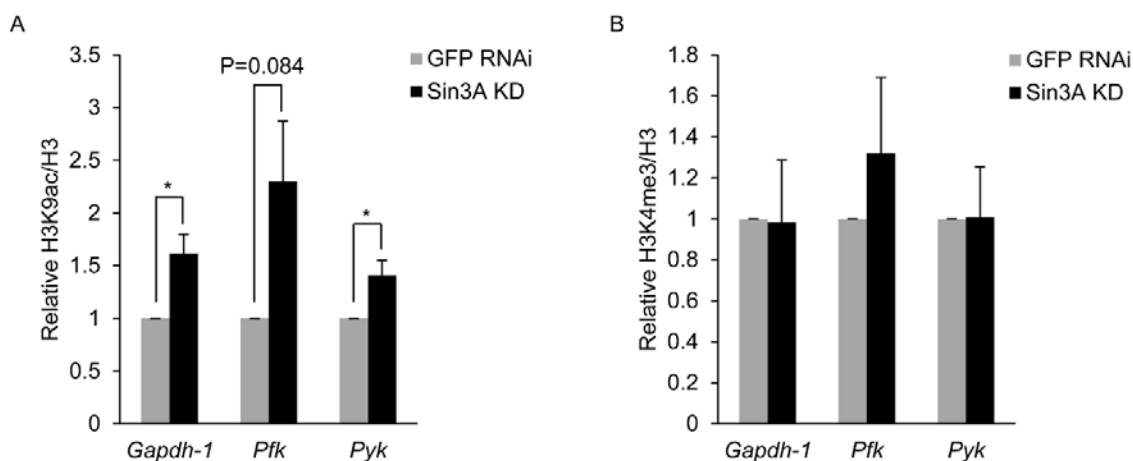 A
3.5
3
2.5
2
1.5
1
0.5
0
Relative H3K9ac/H3
P=0.084
*
*
GFP RNAi
Sin3A KD
Gapdh-1 Pfk Pyk
B
1.8
1.6
1.4
1.2
1
0.8
0.6
0.4
0.2
0
Relative H3K4me3/H3
GFP RNAi
Sin3A KD
Gapdh-1 Pfk Pyk